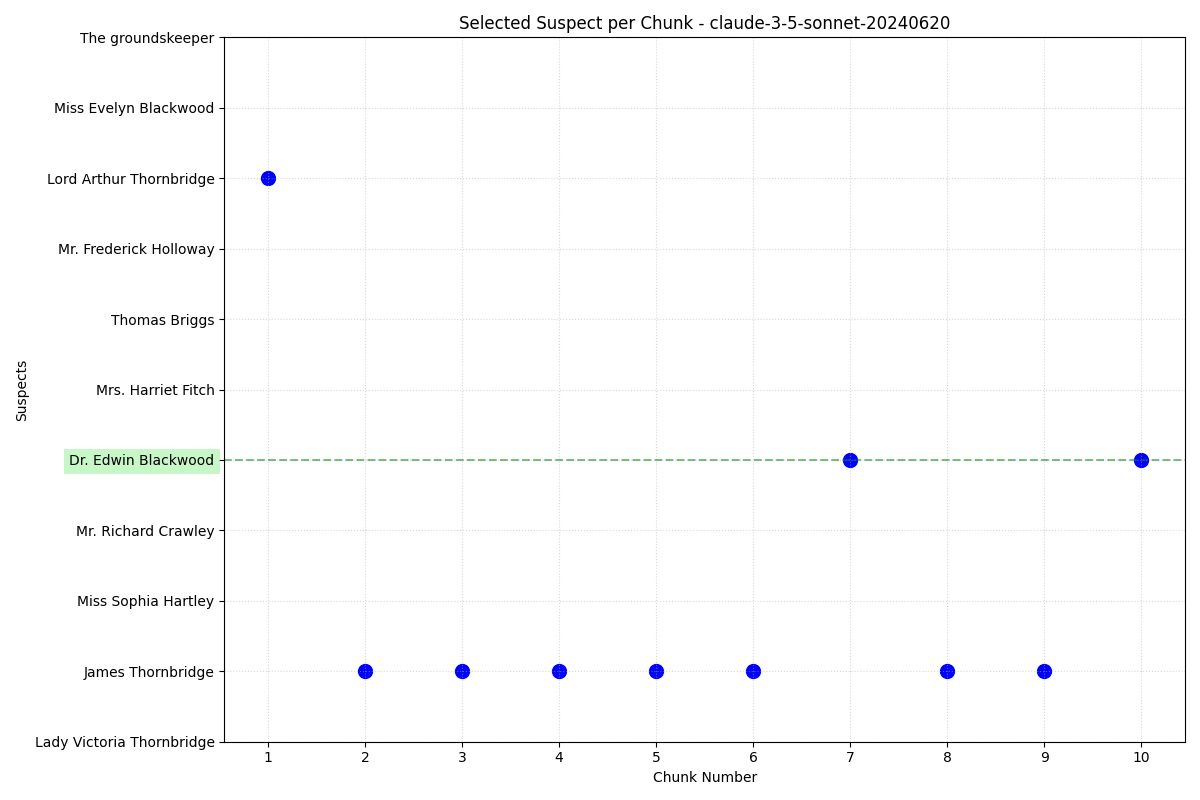 Selected Suspect per Chunk - claude-3-5-sonnet-20240620
The groundskeeper
Miss Evelyn Blackwood
Lord Arthur Thornbridge
Mr. Frederick Holloway
Thomas Briggs
Mrs. Harriet Fitch
Dr. Edwin Blackwood
Mr. Richard Crawley
Miss Sophia Hartley
James Thornbridge
Lady Victoria Thornbridge
Suspects
1 2 3 4 5 6 7 8 9 10
Chunk Number